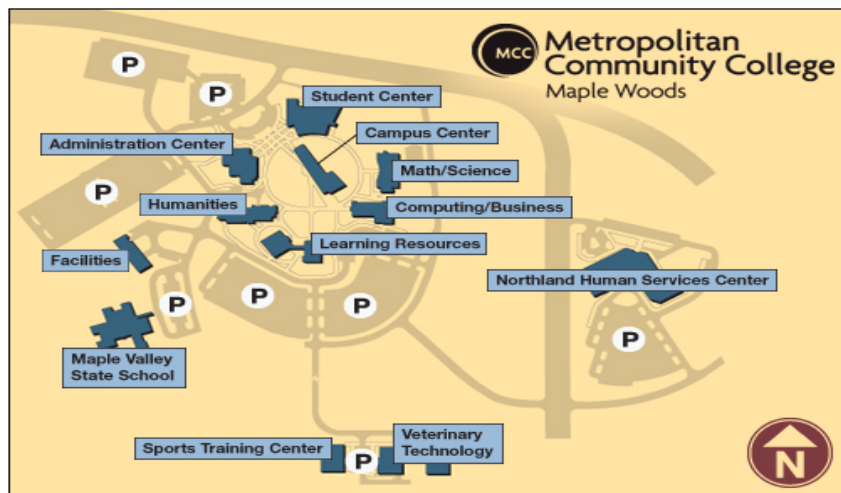 MCC
Metropolitan
Community College
Maple Woods
P
P
Student Center
Campus Center
Administration Center
Math/Science
P
Humanities
Computing/Business
Learning Resources
Facilities
Northland Human Services Center
P
P
P
P
Maple Valley
State School
Sports Training Center
P
Veterinary
Technology
N